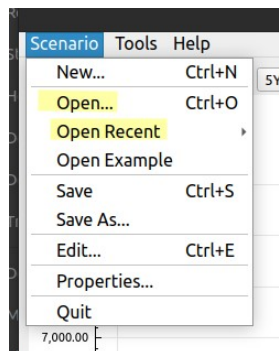 Scenario Tools Help
New... Ctrl+N
Open... Ctrl+O
Open Recent
Open Example
Save Ctrl+S
Save As...
Edit... Ctrl+E
Properties...
Quit
5Y
7,000.00